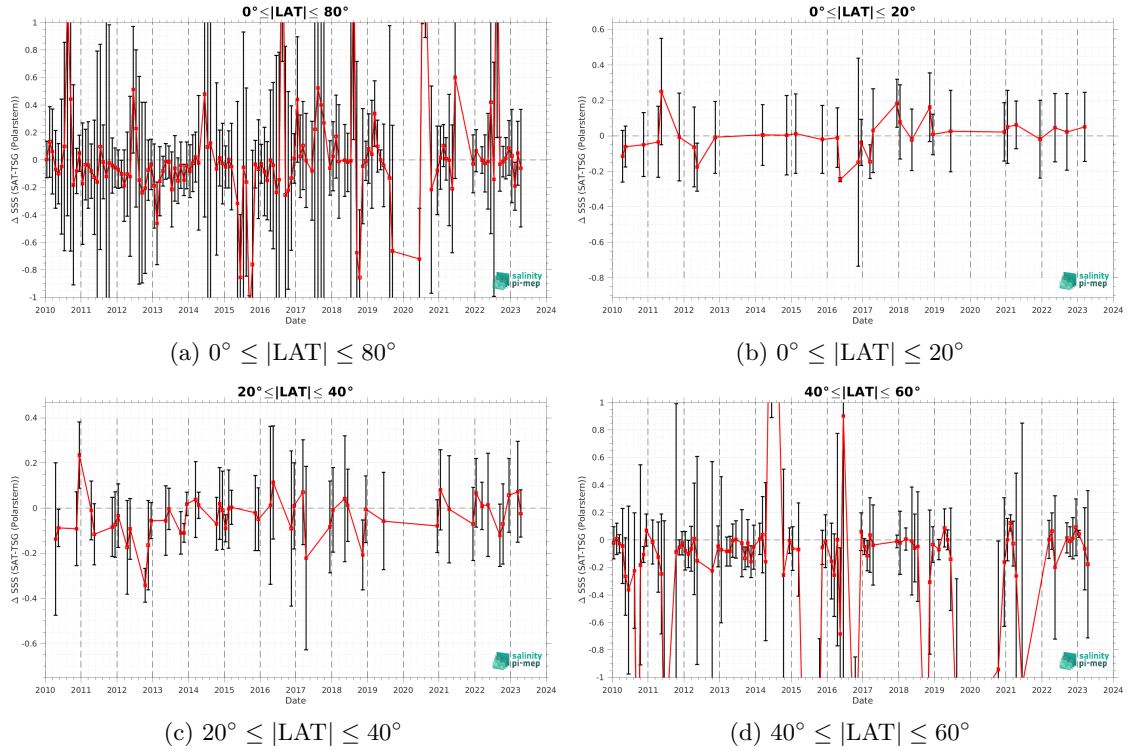 0°≤|LAT|≤ 80°
Δ SSS (SAT-TSG (Polarstern))
1
0.8
0.6
0.4
0.2
0
-0.2
-0.4
-0.6
-0.8
-1
2010 2011 2012 2013 2014 2015 2016 2017 2018 2019 2020 2021 2022 2023 2024
Date
salinity
pi-mep
(a) 0° ≤ |LAT| ≤ 80°
0°≤|LAT|≤ 20°
Δ SSS (SAT-TSG (Polarstern))
0.6
0.4
0.2
0
-0.2
-0.4
-0.6
-0.8
2010 2011 2012 2013 2014 2015 2016 2017 2018 2019 2020 2021 2022 2023 2024
Date
salinity
pi-mep
(b) 0° ≤ |LAT| ≤ 20°
20°≤|LAT|≤ 40°
Δ SSS (SAT-TSG (Polarstern))
0.4
0.2
0
-0.2
-0.4
-0.6
2010 2011 2012 2013 2014 2015 2016 2017 2018 2019 2020 2021 2022 2023 2024
Date
salinity
pi-mep
(c) 20° ≤ |LAT| ≤ 40°
40°≤|LAT|≤ 60°
Δ SSS (SAT-TSG (Polarstern))
1
0.8
0.6
0.4
0.2
0
-0.2
-0.4
-0.6
-0.8
-1
2010 2011 2012 2013 2014 2015 2016 2017 2018 2019 2020 2021 2022 2023 2024
Date
salinity
pi-mep
(d) 40° ≤ |LAT| ≤ 60°